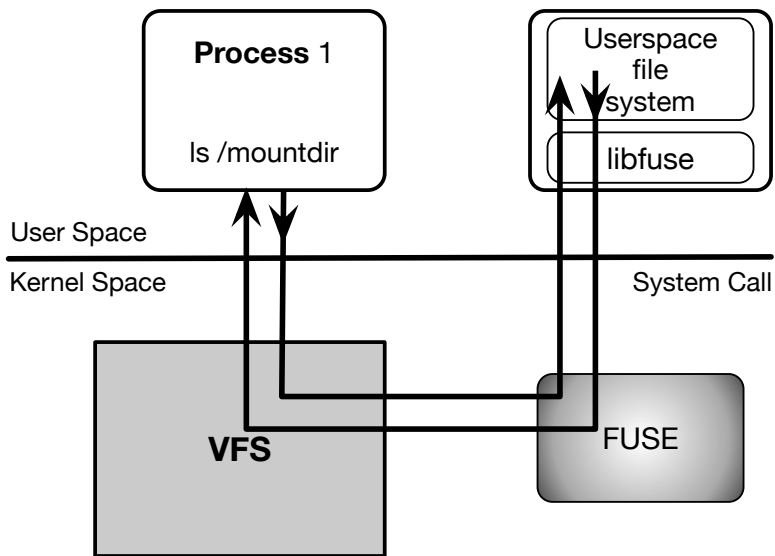 Process 1
ls /mountdir
Userspace
file
system
libfuse
User Space
Kernel Space
System Call
VFS
FUSE